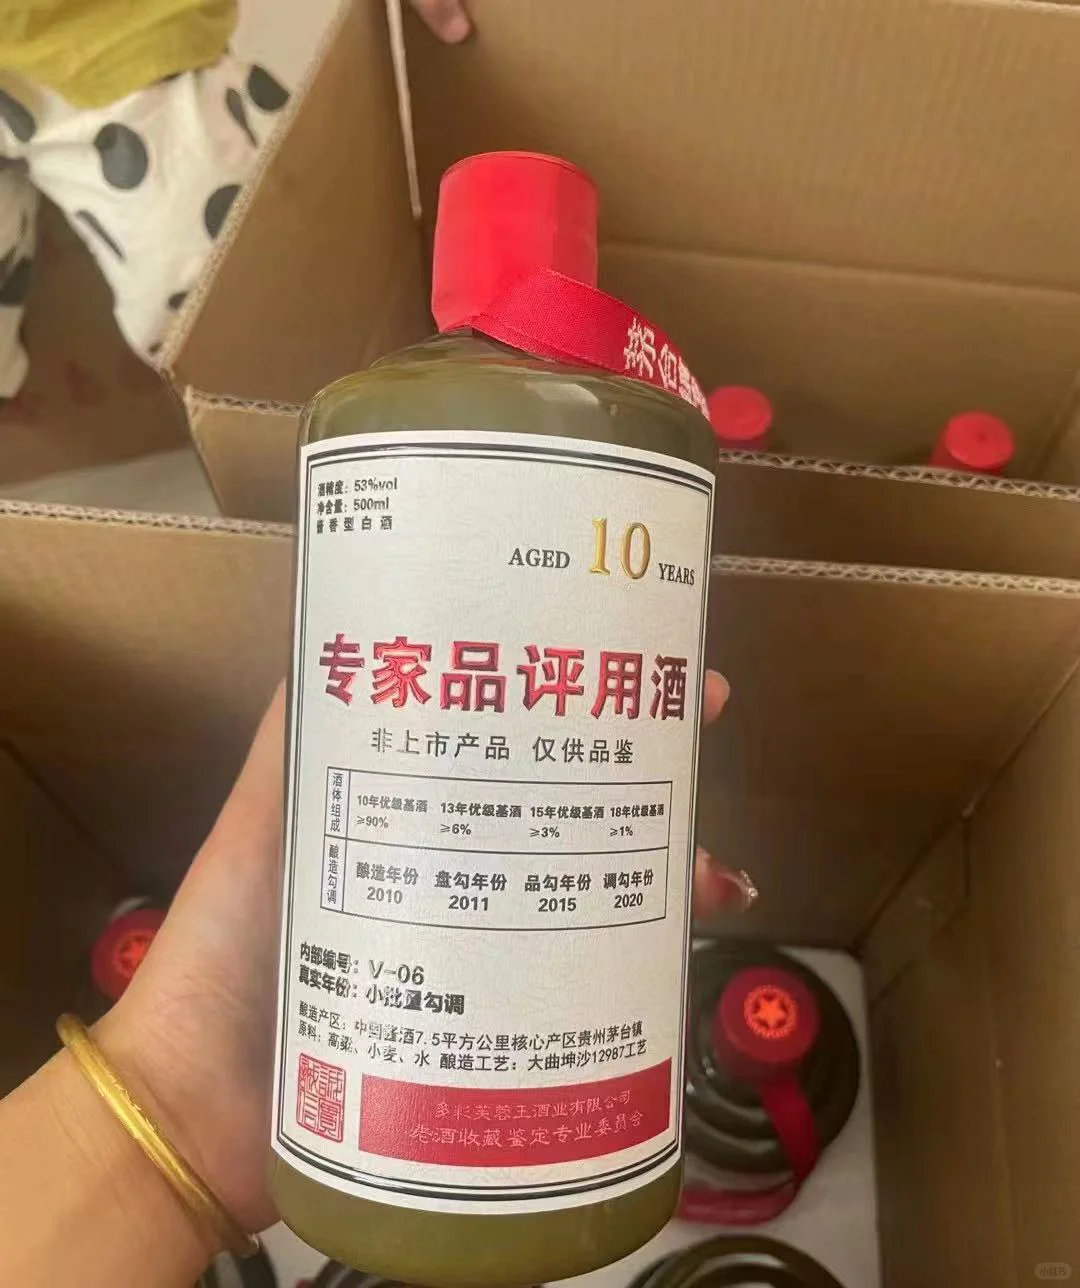 茅台
酒精度：53%vol
净含量：500ml
酱香型白酒
AGED 10 YEARS
专家品评用酒
非上市产品 仅供品鉴
酒体组成
10年优级基酒 ≥90%
13年优级基酒 ≥6%
15年优级基酒 ≥3%
18年优级基酒 ≥1%
酿造勾调
酿造年份 2010
盘勾年份 2011
品勾年份 2015
调勾年份 2020
内部编号：V-06
真实年份：小批量勾调
酿造产区：中国酱酒7.5平方公里核心产区贵州茅台镇
原料：高粱、小麦、水 酿造工艺：大曲坤沙12987工艺
多彩芙蓉王酒业有限公司
老酒收藏鉴定专业委员会
小红书